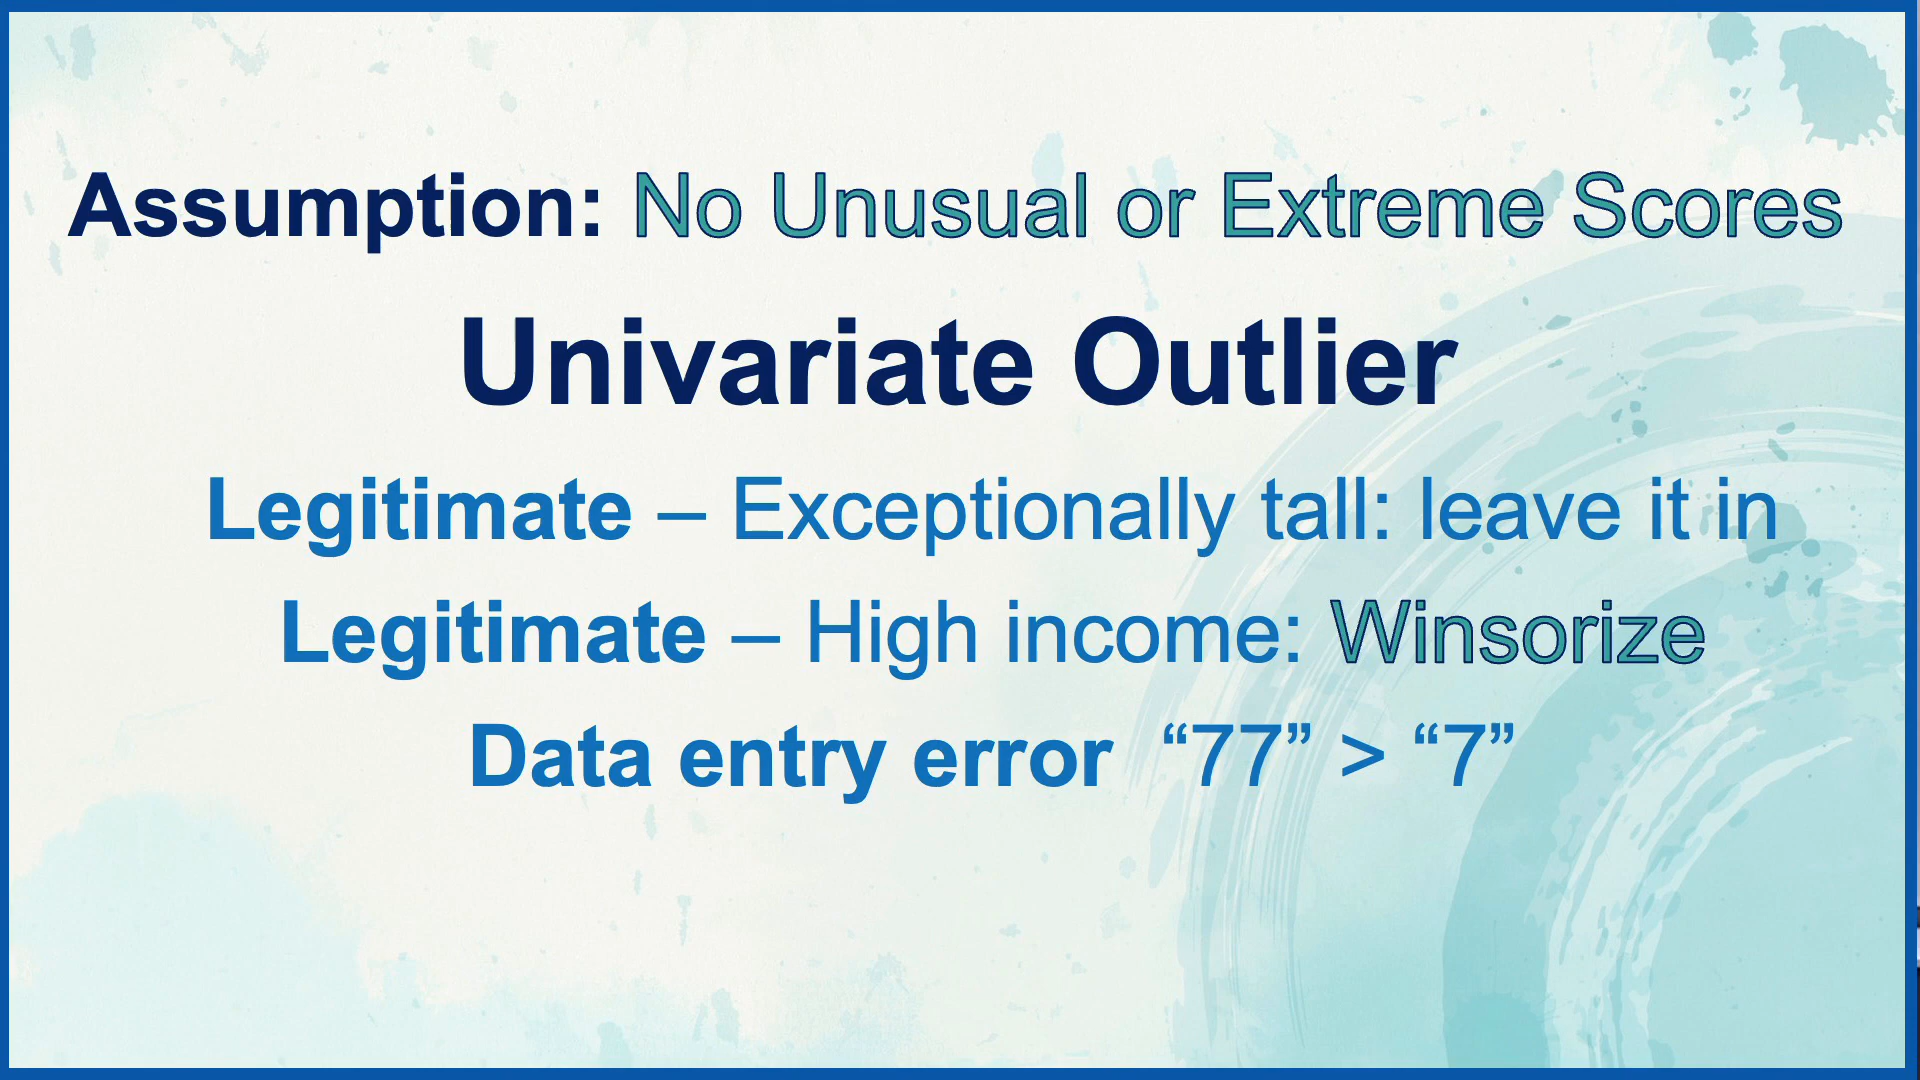 Assumption: No Unusual or Extreme Scores
Univariate Outlier
Legitimate – Exceptionally tall: leave it in
Legitimate – High income: Winsorize
Data entry error “77” > “7”